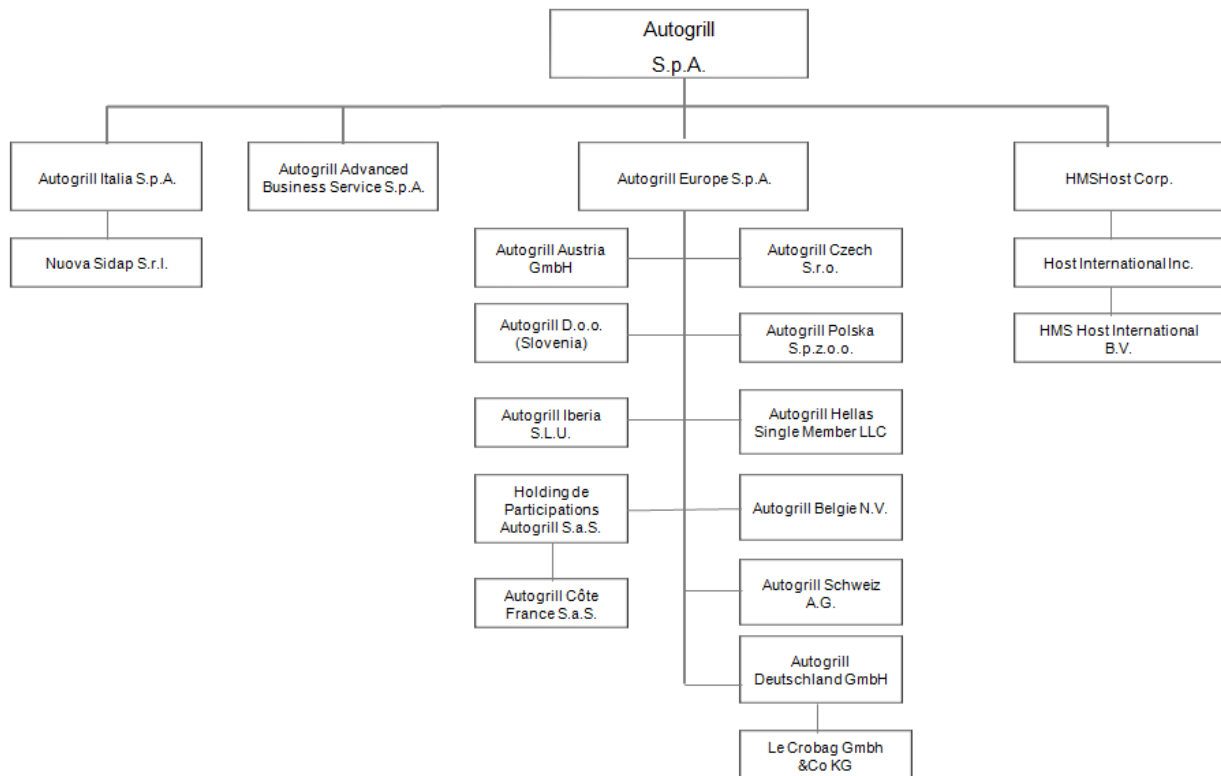 Autogrill
S.p.A.
Autogrill Italia S.p.A.
Autogrill Advanced
Business Service S.p.A.
Autogrill Europe S.p.A.
HMSHost Corp.
Nuova Sidap S.r.l.
Autogrill Austria
GmbH
Autogrill Czech
S.r.o.
Host International Inc.
Autogrill D.o.o.
(Slovenia)
Autogrill Polska
S.p.z.o.o.
HMS Host International
B.V.
Autogrill Iberia
S.L.U.
Autogrill Hellas
Single Member LLC
Holding de
Participations
Autogrill S.a.S.
Autogrill Belgie N.V.
Autogrill Côte
France S.a.S.
Autogrill Schweiz
A.G.
Autogrill
Deutschland GmbH
Le Crobag Gmbh
&Co KG